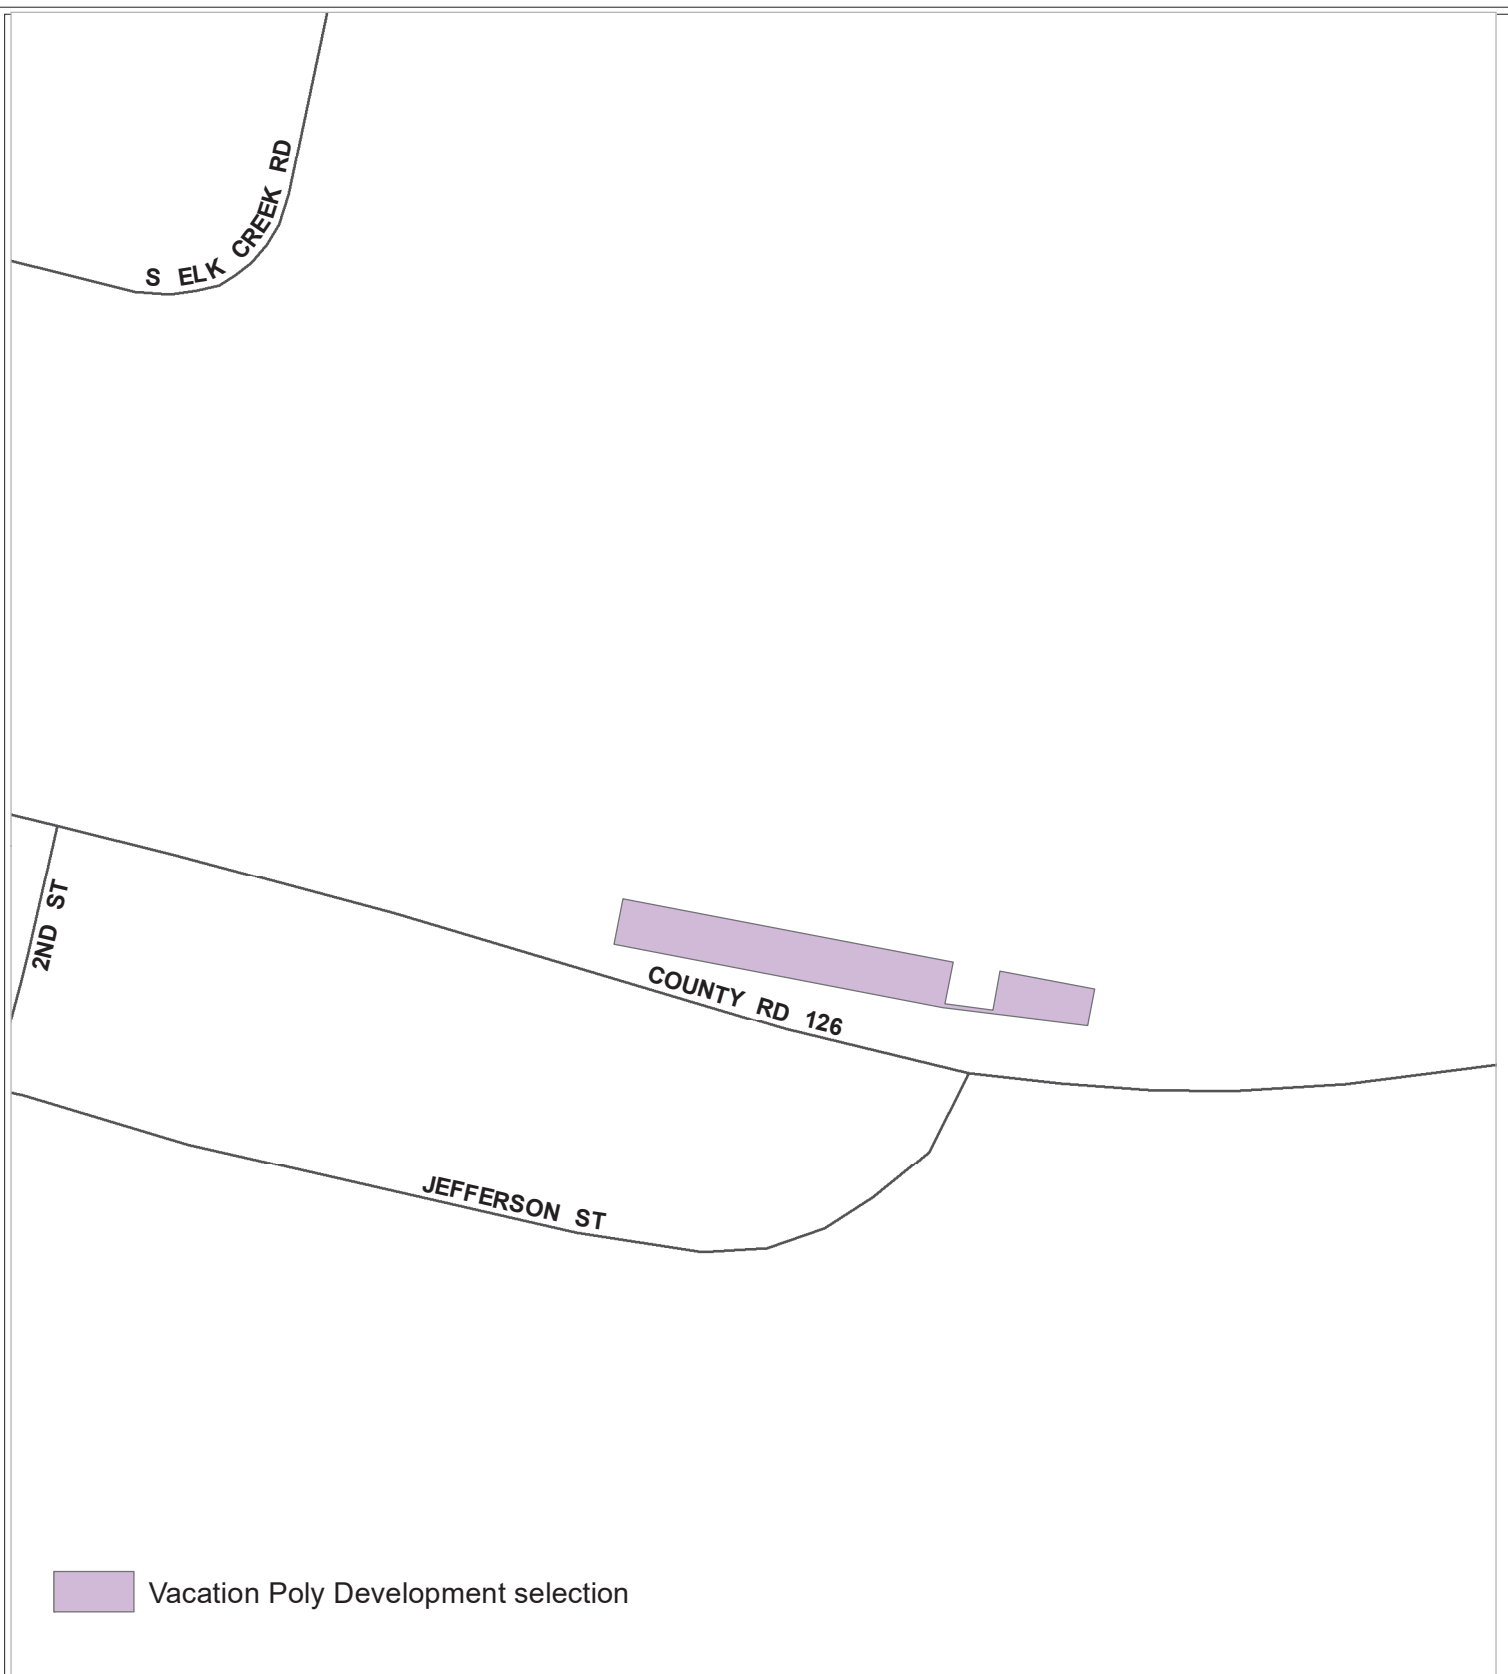 S ELK CREEK RD
2ND ST
COUNTY RD 126
JEFFERSON ST
Vacation Poly Development selection